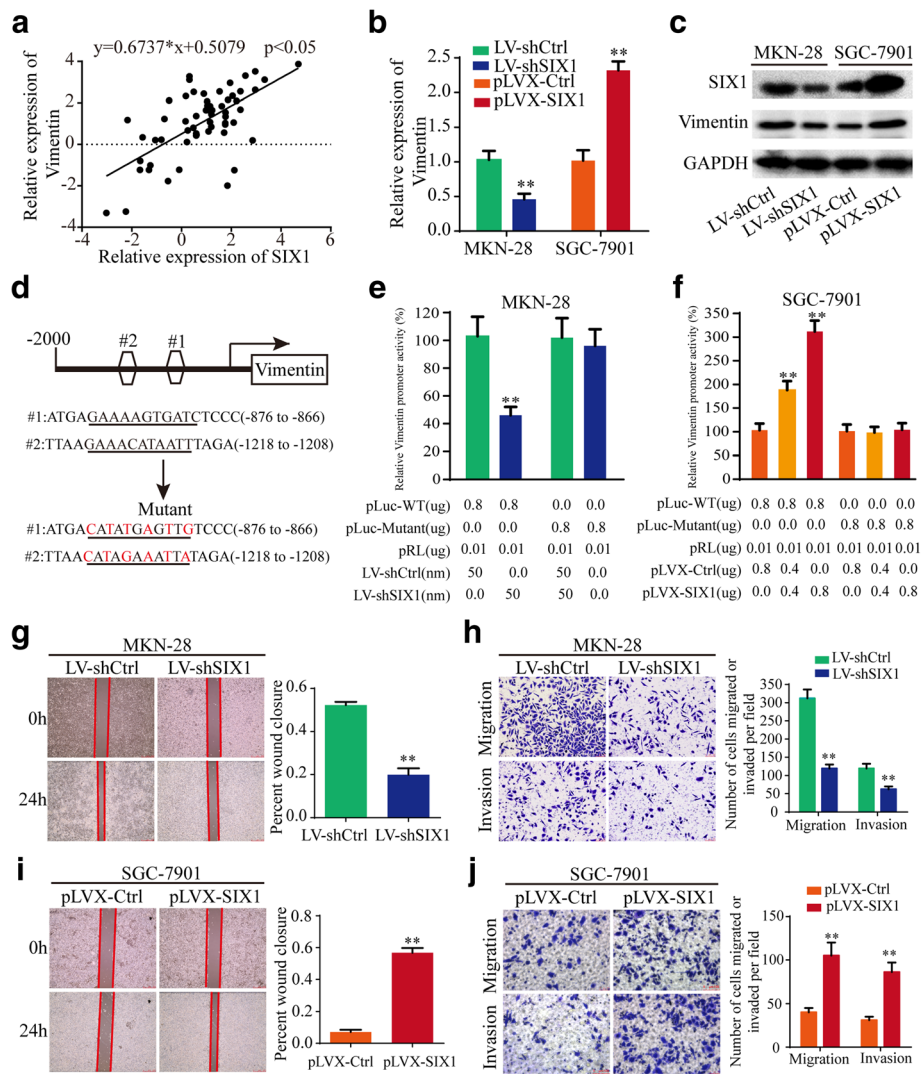 a
y=0.6737*x+0.5079 p<0.05
Relative expression of
Vimentin
4
2
0
-2
-4
-4 -2 0 2 4 6
Relative expression of SIX1
b
LV-shCtrl
LV-shSIX1
pLVX-Ctrl
pLVX-SIX1
Relative expression of
Vimentin
2.5
2.0
1.0
0.5
0.0
**
**
MKN-28 SGC-7901
c
MKN-28 SGC-7901
SIX1
Vimentin
GAPDH
LV-shCtrl
LV-shSIX1
pLVX-Ctrl
pLVX-SIX1
d
-2000 #2 #1
Vimentin
#1:ATGAGAAAAGTGATCTCCC(-876 to -866)
#2:TTAAGAAACATAATTTAGA(-1218 to -1208)
Mutant
#1:ATGACATATGAGTTGTCCC(-876 to -866)
#2:TTAACATAGAAATTATAGA(-1218 to -1208)
e
MKN-28
Relative Vimentin promoter activity (%)
120
100
80
60
40
20
0
**
pLuc-WT(ug) 0.8 0.8 0.0 0.0
pLuc-Mutant(ug) 0.0 0.0 0.8 0.8
pRL(ug) 0.01 0.01 0.01 0.01
LV-shCtrl(nm) 50 0.0 50 0.0
LV-shSIX1(nm) 0.0 50 50 0.0
f
SGC-7901
Relative Vimentin promoter activity (%)
350
300
250
200
150
100
50
0
**
**
pLuc-WT(ug) 0.8 0.8 0.8 0.0 0.0 0.0
pLuc-Mutant(ug) 0.0 0.0 0.0 0.8 0.8 0.8
pRL(ug) 0.01 0.01 0.01 0.01 0.01 0.01
pLVX-Ctrl(ug) 0.8 0.4 0.0 0.8 0.4 0.0
pLVX-SIX1(ug) 0.0 0.4 0.8 0.0 0.4 0.8
g
MKN-28
LV-shCtrl LV-shSIX1
0h
24h
Percent wound closure
0.6
0.4
0.2
0.0
**
LV-shCtrl LV-shSIX1
h
MKN-28
LV-shCtrl LV-shSIX1
Migration
Invasion
LV-shCtrl
LV-shSIX1
Number of cells migrated or
invaded per field
350
300
250
200
150
100
50
0
**
**
Migration Invasion
i
SGC-7901
pLVX-Ctrl pLVX-SIX1
0h
24h
Percent wound closure
0.8
0.6
0.4
0.2
0.0
**
pLVX-Ctrl pLVX-SIX1
j
SGC-7901
pLVX-Ctrl pLVX-SIX1
Migration
Invasion
pLVX-Ctrl
pLVX-SIX1
Number of cells migrated or
invaded per field
150
100
50
0
**
**
Migration Invasion